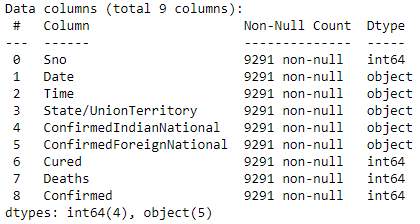 Data columns (total 9 columns):
 #   Column                    Non-Null Count  Dtype
---  ------                    --------------  -----
 0   Sno                       9291 non-null   int64
 1   Date                      9291 non-null   object
 2   Time                      9291 non-null   object
 3   State/UnionTerritory      9291 non-null   object
 4   ConfirmedIndianNational   9291 non-null   object
 5   ConfirmedForeignNational  9291 non-null   object
 6   Cured                     9291 non-null   int64
 7   Deaths                    9291 non-null   int64
 8   Confirmed                 9291 non-null   int64
dtypes: int64(4), object(5)